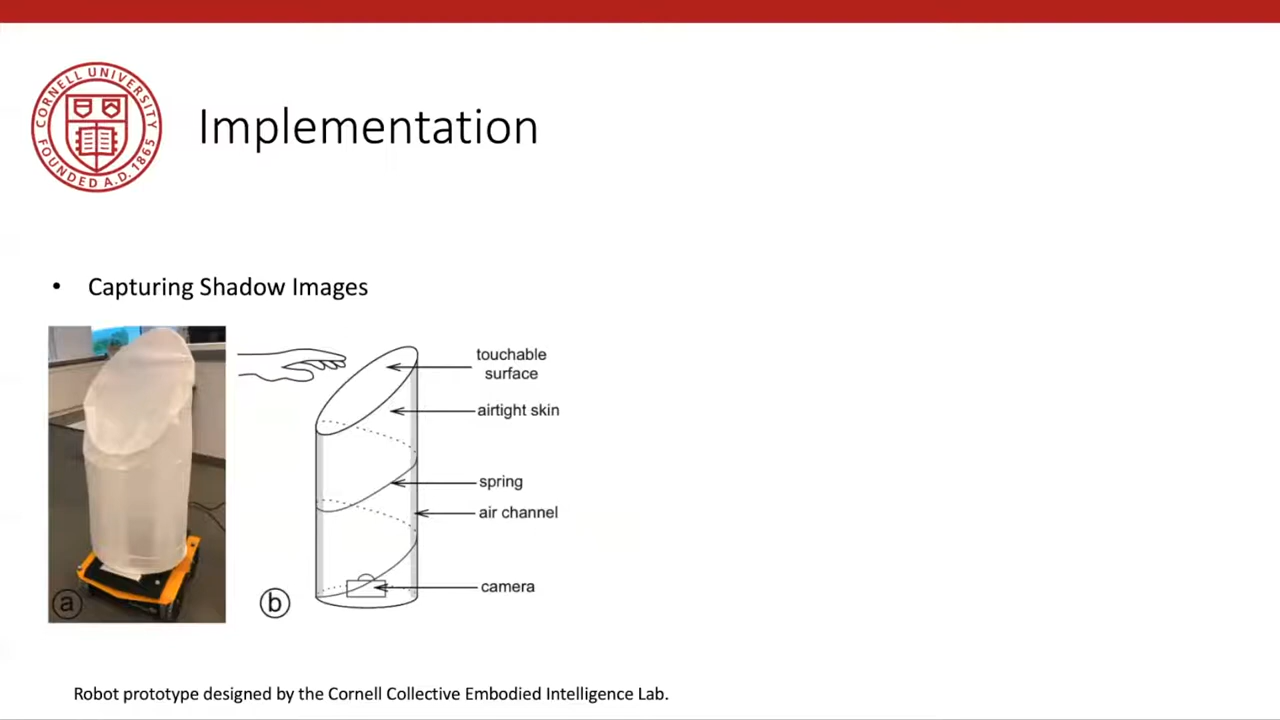 CORNELL UNIVERSITY
FOUNDED A.D. 1865
Implementation
• Capturing Shadow Images
touchable
surface
airtight skin
spring
air channel
camera
a
b
Robot prototype designed by the Cornell Collective Embodied Intelligence Lab.